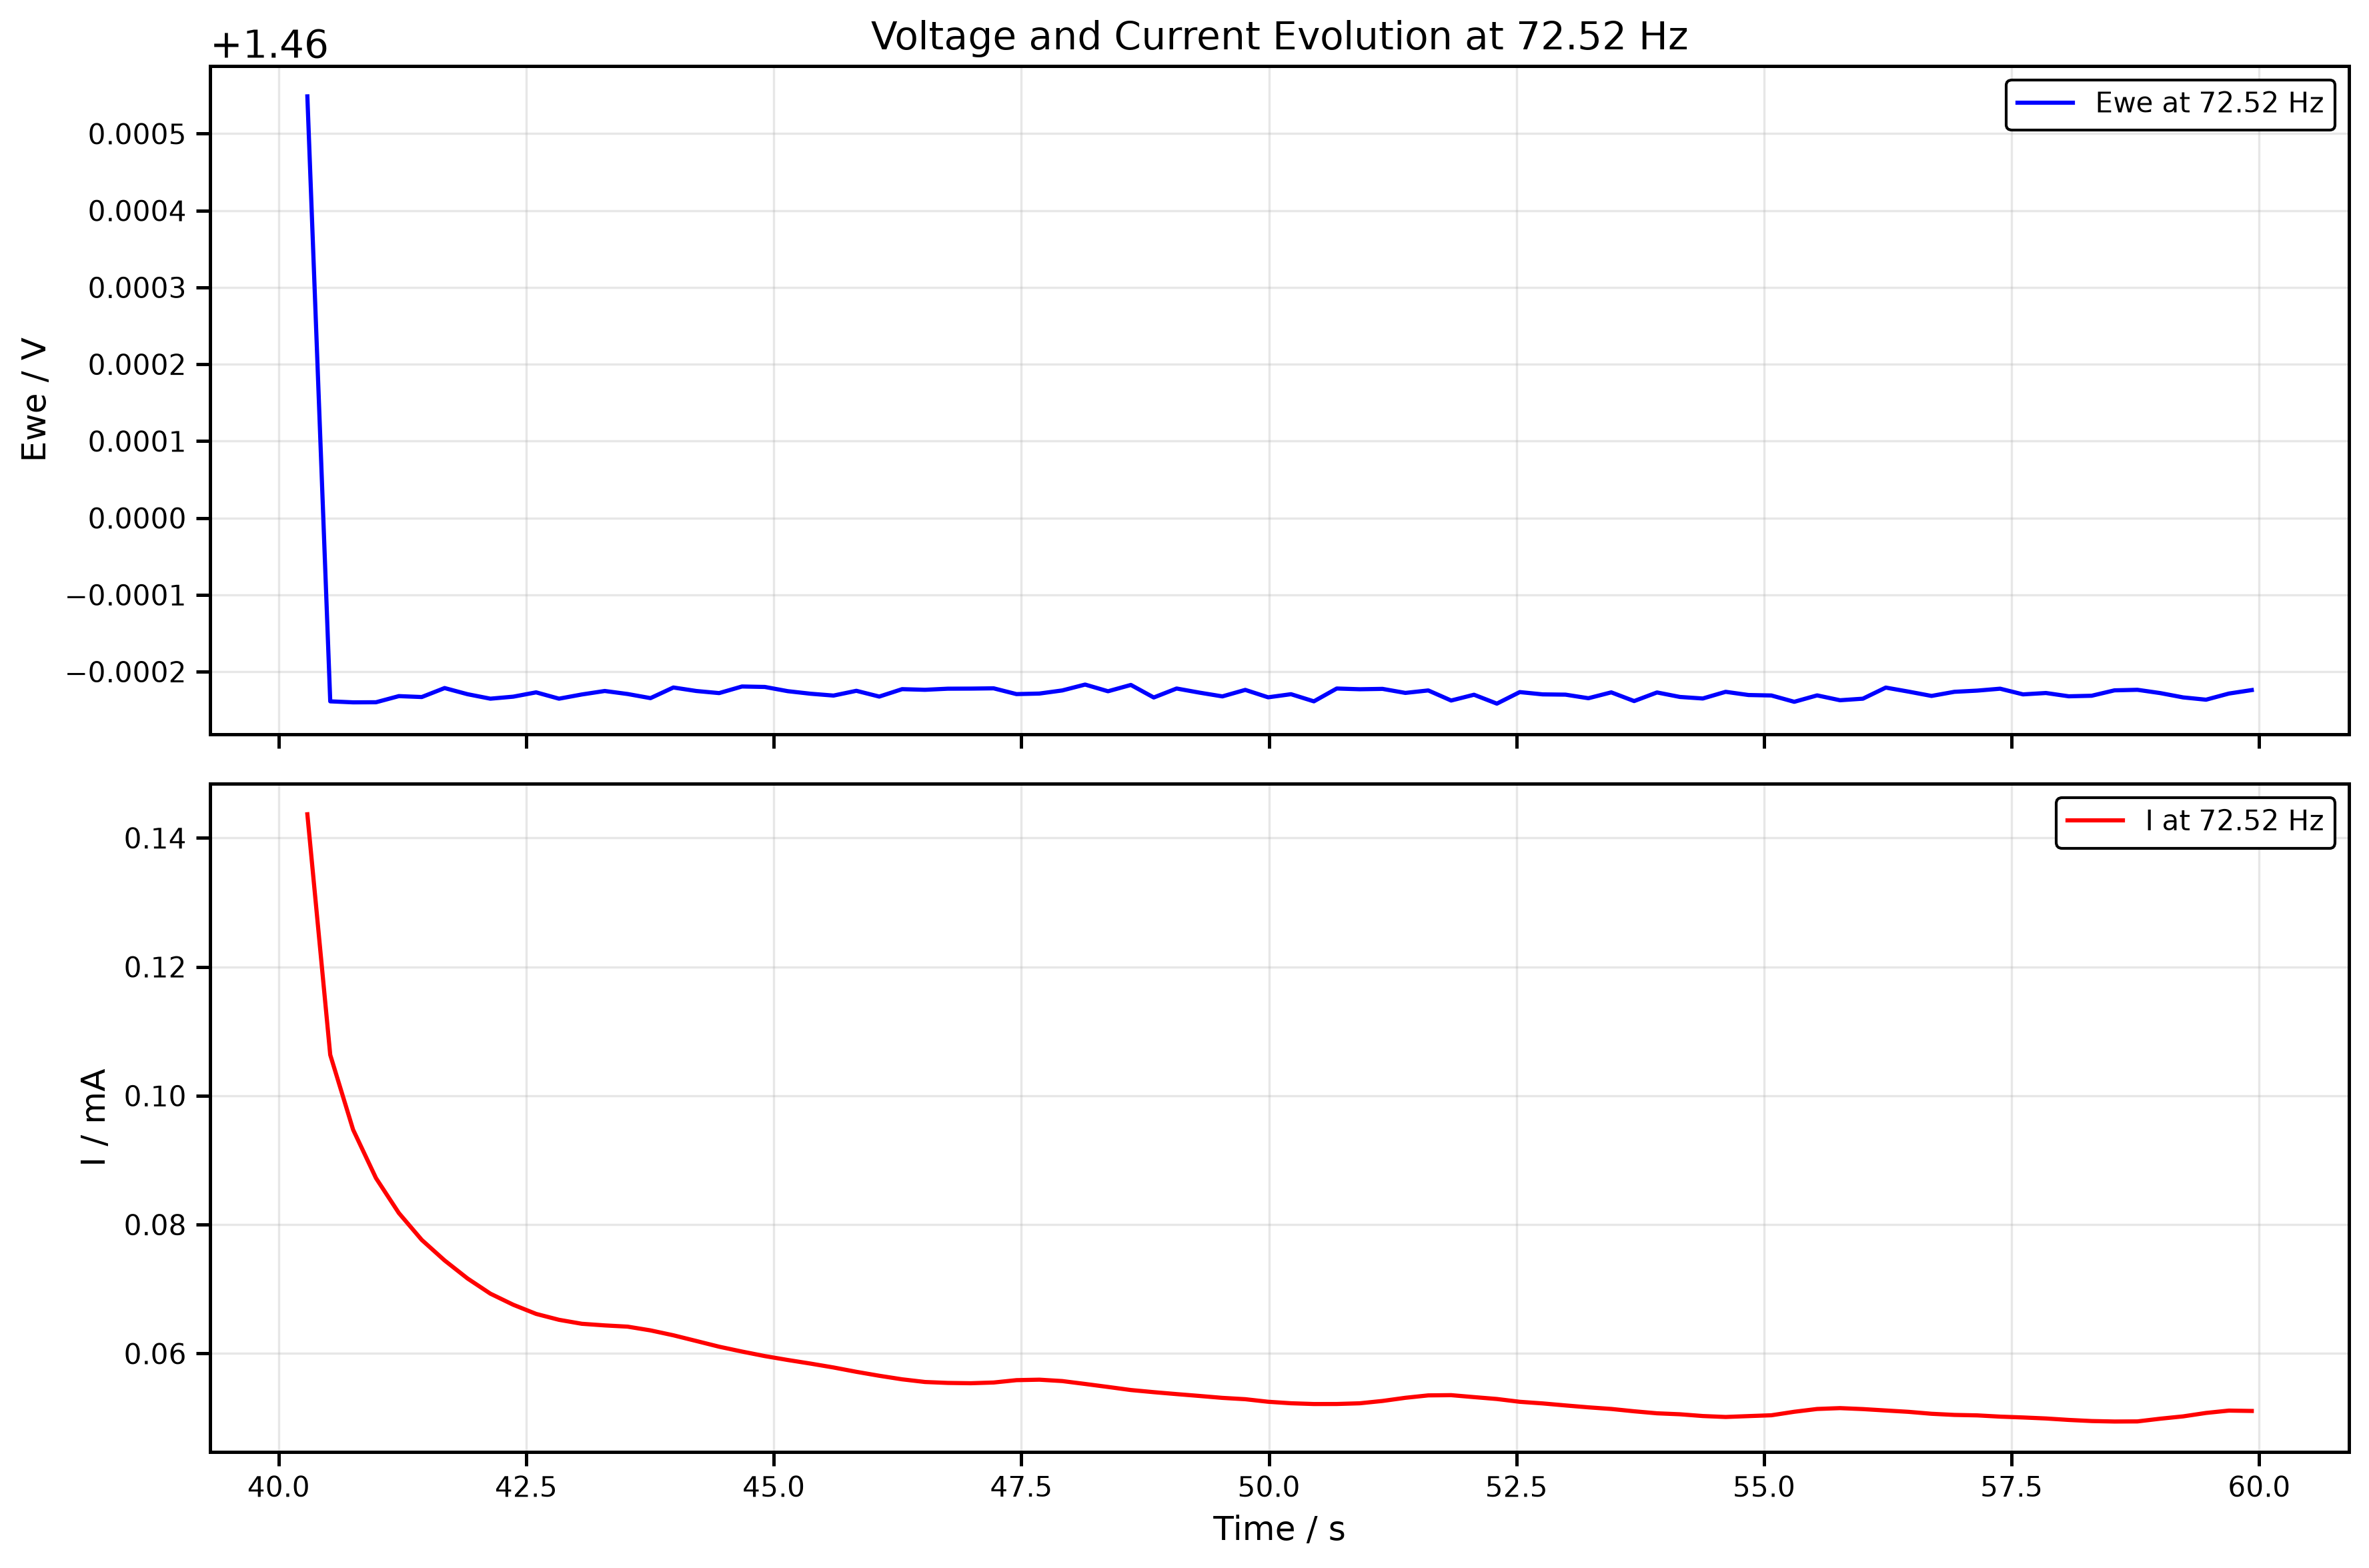 Voltage and Current Evolution at 72.52 Hz
+1.46
Ewe at 72.52 Hz
0.0005
0.0004
0.0003
0.0002
0.0001
0.0000
−0.0001
−0.0002
Ewe / V
I at 72.52 Hz
0.14
0.12
0.10
0.08
0.06
I / mA
40.0 42.5 45.0 47.5 50.0 52.5 55.0 57.5 60.0
Time / s